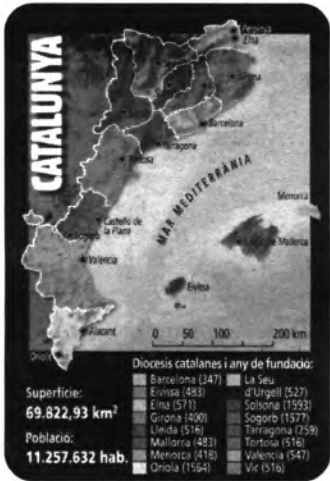 CATALUNYA
Elna
Girona
Barcelona
Tarragona
Tortosa
MAR MEDITERRÀNIA
Menorca
Castelló de
la Plana
Sogorb
Mallorca
València
Eivissa
Alacant
Oriola
0 50 100 200 km
Diòcesis catalanes i any de fundació:
Barcelona (347)
Eivissa (483)
Elna (571)
Girona (400)
Lleida (516)
Mallorca (483)
Menorca (418)
Oriola (1564)
La Seu
d'Urgell (527)
Solsona (1593)
Sogorb (1577)
Tarragona (259)
Tortosa (516)
València (547)
Vic (516)
Superfície:
69.822,93 km²
Població:
11.257.632 hab.